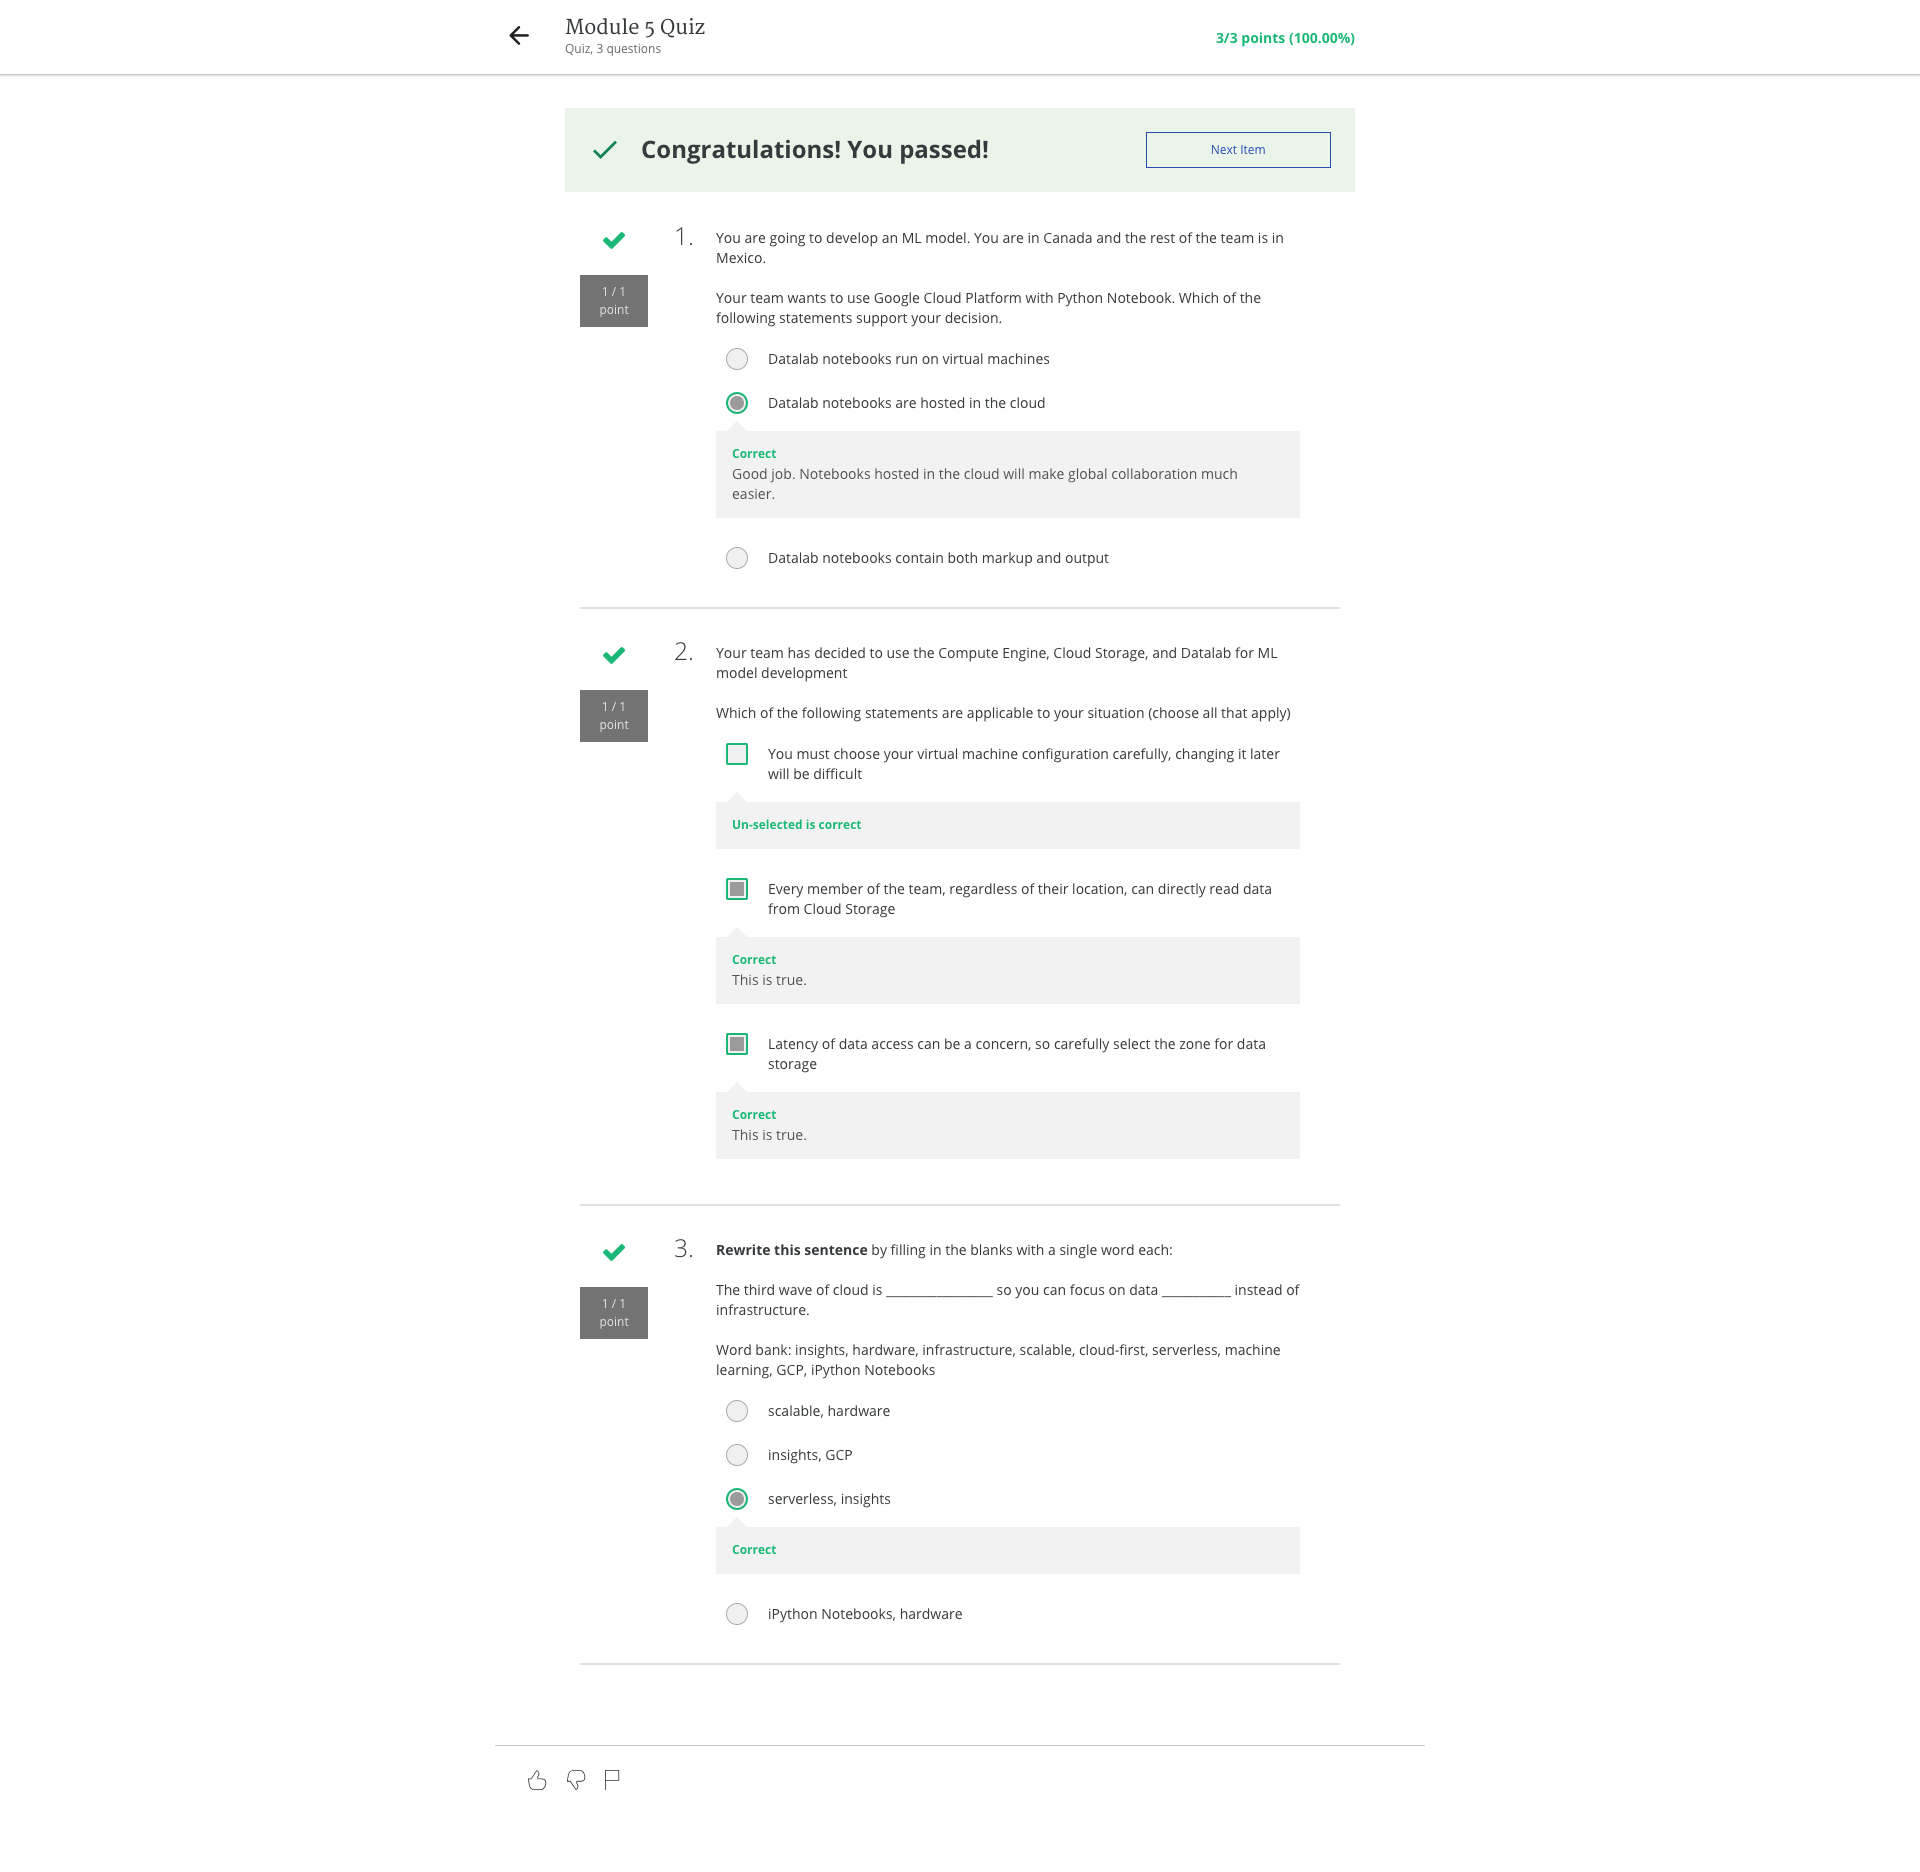 Module 5 Quiz
Quiz, 3 questions
3/3 points (100.00%)
Congratulations! You passed!
Next Item
1.
You are going to develop an ML model. You are in Canada and the rest of the team is in
Mexico.
1 / 1
point
Your team wants to use Google Cloud Platform with Python Notebook. Which of the
following statements support your decision.
Datalab notebooks run on virtual machines
Datalab notebooks are hosted in the cloud
Correct
Good job. Notebooks hosted in the cloud will make global collaboration much
easier.
Datalab notebooks contain both markup and output
2.
Your team has decided to use the Compute Engine, Cloud Storage, and Datalab for ML
model development
1 / 1
point
Which of the following statements are applicable to your situation (choose all that apply)
You must choose your virtual machine configuration carefully, changing it later
will be difficult
Un-selected is correct
Every member of the team, regardless of their location, can directly read data
from Cloud Storage
Correct
This is true.
Latency of data access can be a concern, so carefully select the zone for data
storage
Correct
This is true.
3.
Rewrite this sentence by filling in the blanks with a single word each:
1 / 1
point
The third wave of cloud is ______________ so you can focus on data _________ instead of
infrastructure.
Word bank: insights, hardware, infrastructure, scalable, cloud-first, serverless, machine
learning, GCP, iPython Notebooks
scalable, hardware
insights, GCP
serverless, insights
Correct
iPython Notebooks, hardware